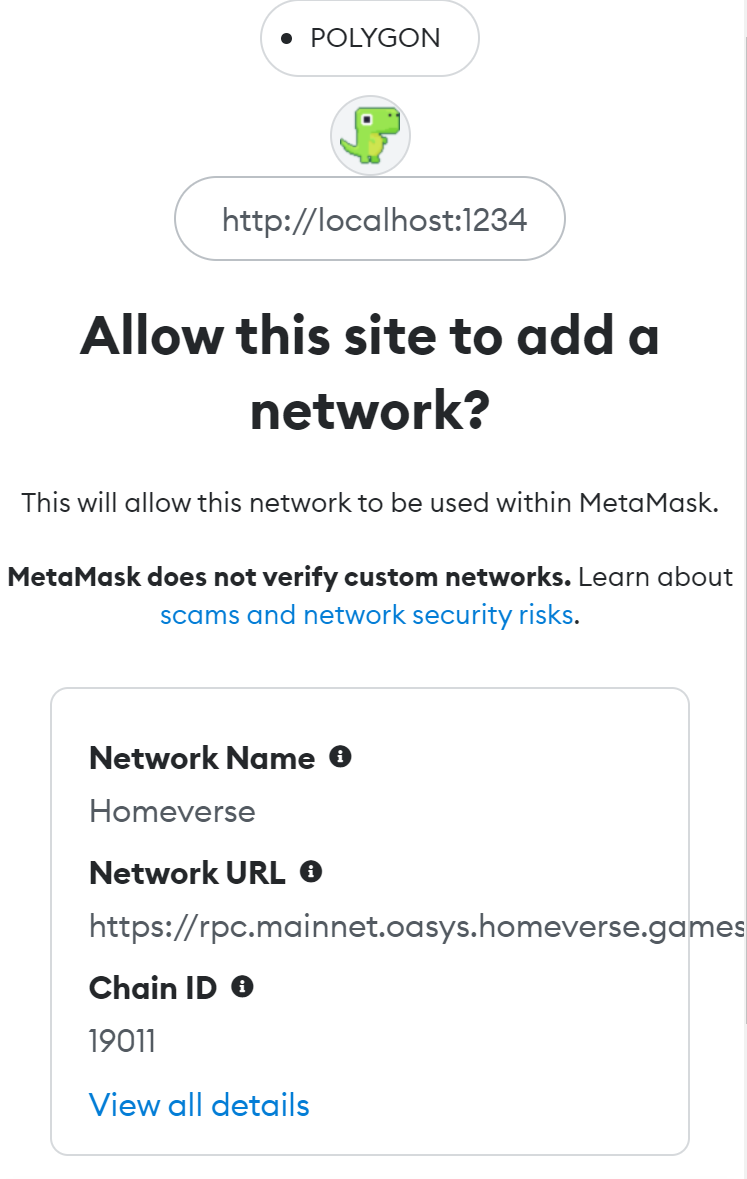 POLYGON
http://localhost:1234
Allow this site to add a
network?
This will allow this network to be used within MetaMask.
MetaMask does not verify custom networks. Learn about
scams and network security risks.
Network Name
Homeverse
Network URL
https://rpc.mainnet.oasys.homeverse.games
Chain ID
19011
View all details